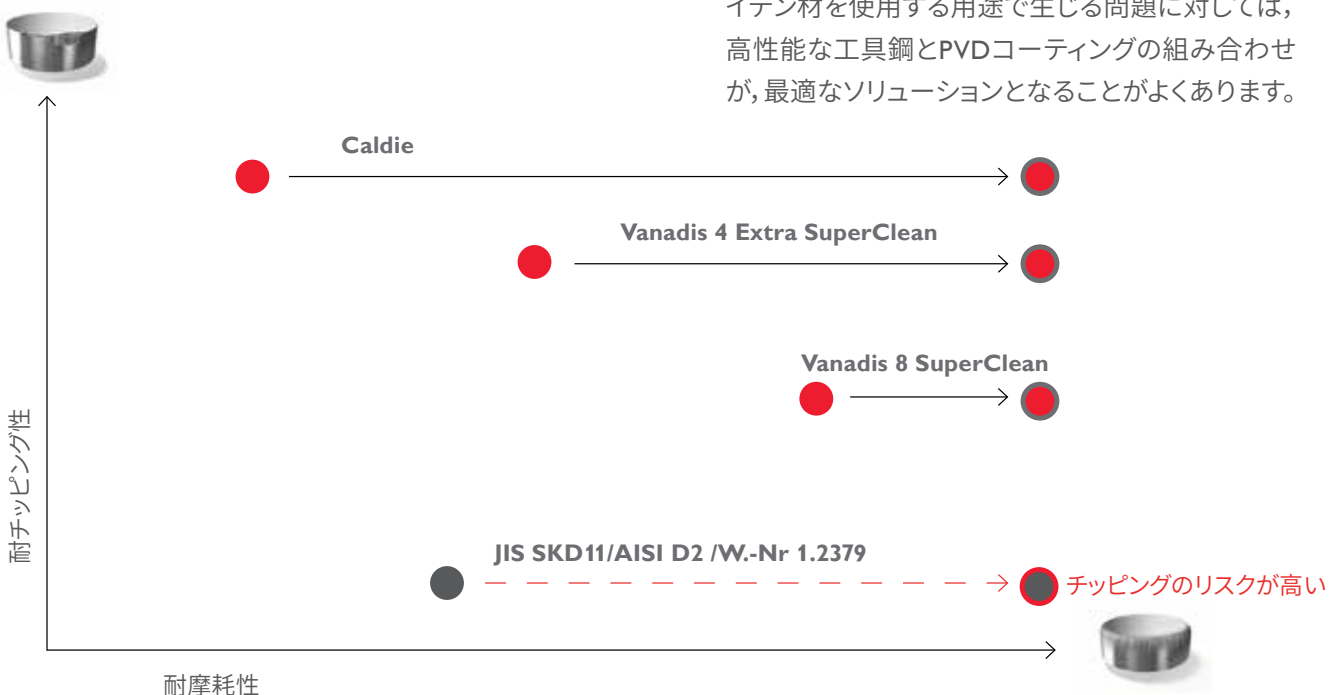 イテン材を使用する用途で生じる問題に対しては，
高性能な工具鋼とPVDコーティングの組み合わせ
が，最適なソリューションとなることがよくあります。
Caldie
Vanadis 4 Extra SuperClean
Vanadis 8 SuperClean
耐チッピング性
JIS SKD11/AISI D2 /W.-Nr 1.2379
チッピングのリスクが高い
耐摩耗性